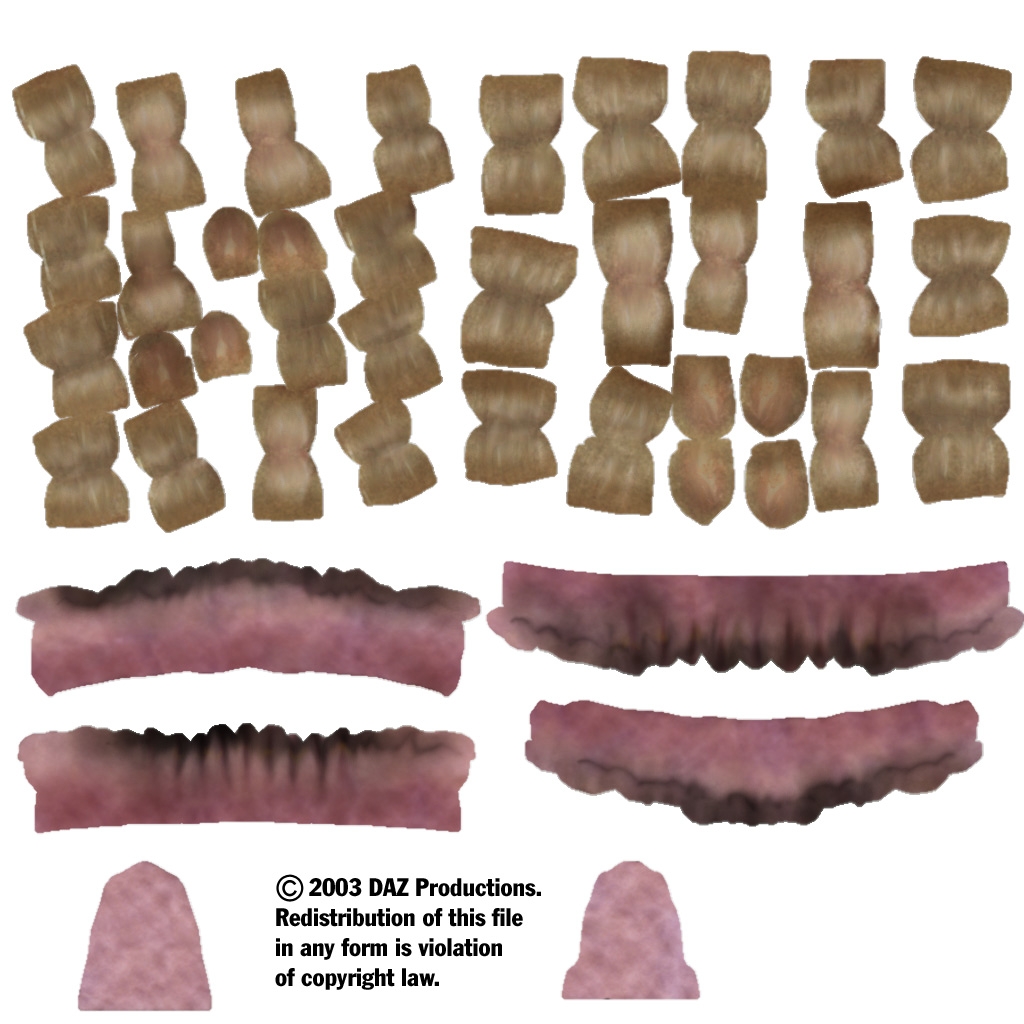 © 2003 DAZ Productions.
Redistribution of this file
in any form is violation
of copyright law.